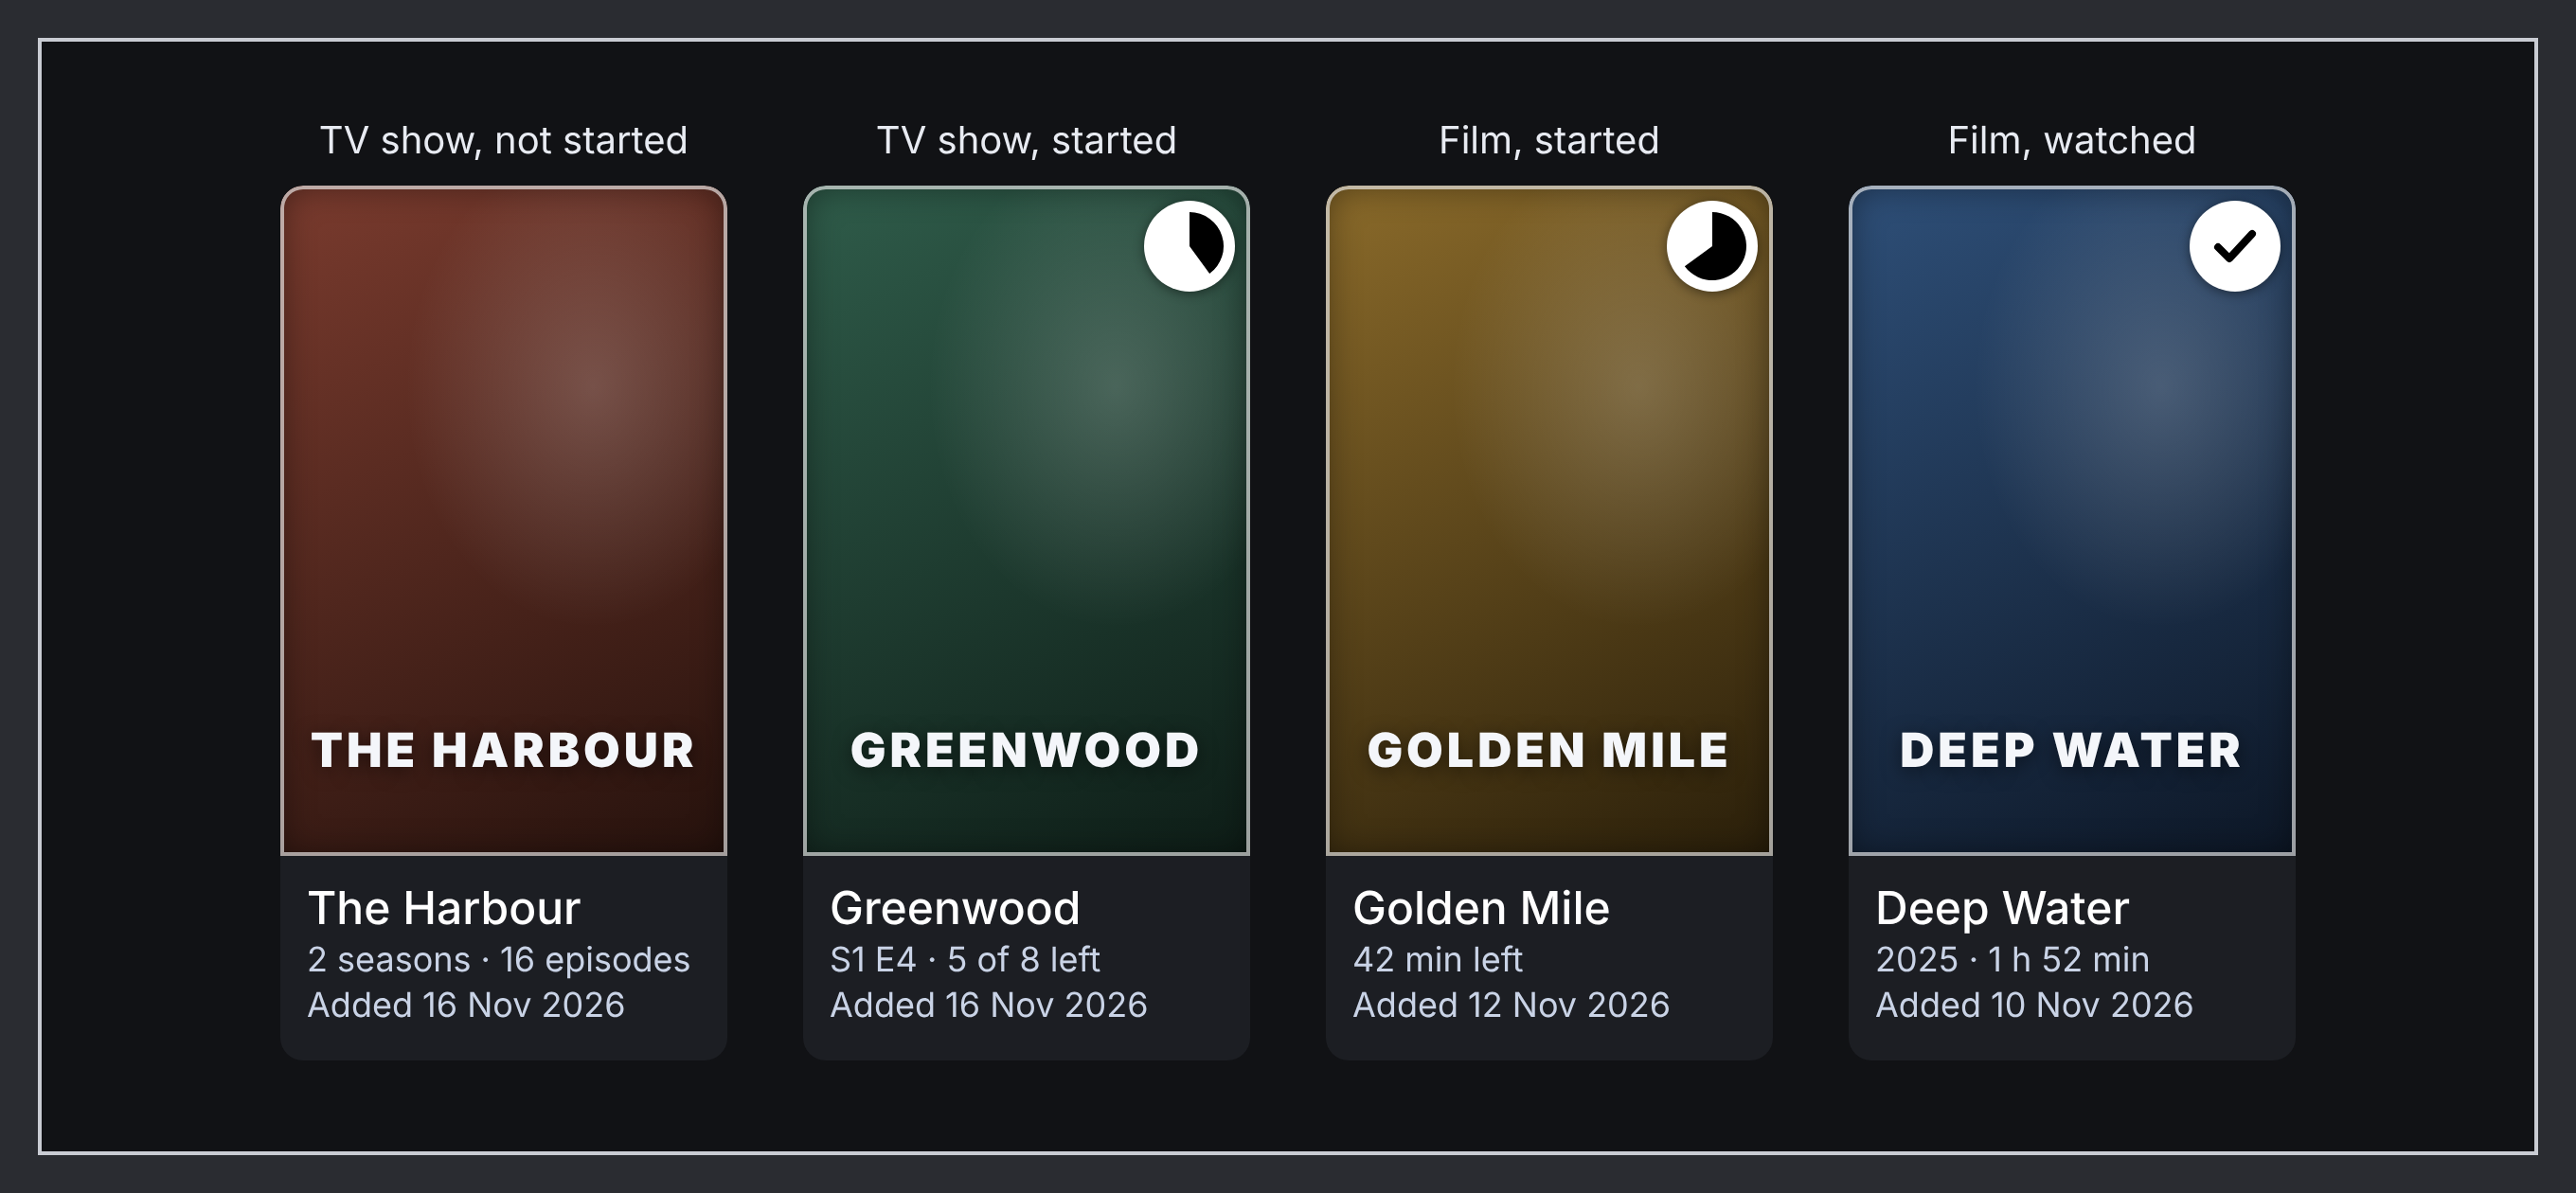 TV show, not started
THE HARBOUR
The Harbour
2 seasons · 16 episodes
Added 16 Nov 2026
TV show, started
GREENWOOD
Greenwood
S1 E4 · 5 of 8 left
Added 16 Nov 2026
Film, started
GOLDEN MILE
Golden Mile
42 min left
Added 12 Nov 2026
Film, watched
DEEP WATER
Deep Water
2025 · 1 h 52 min
Added 10 Nov 2026